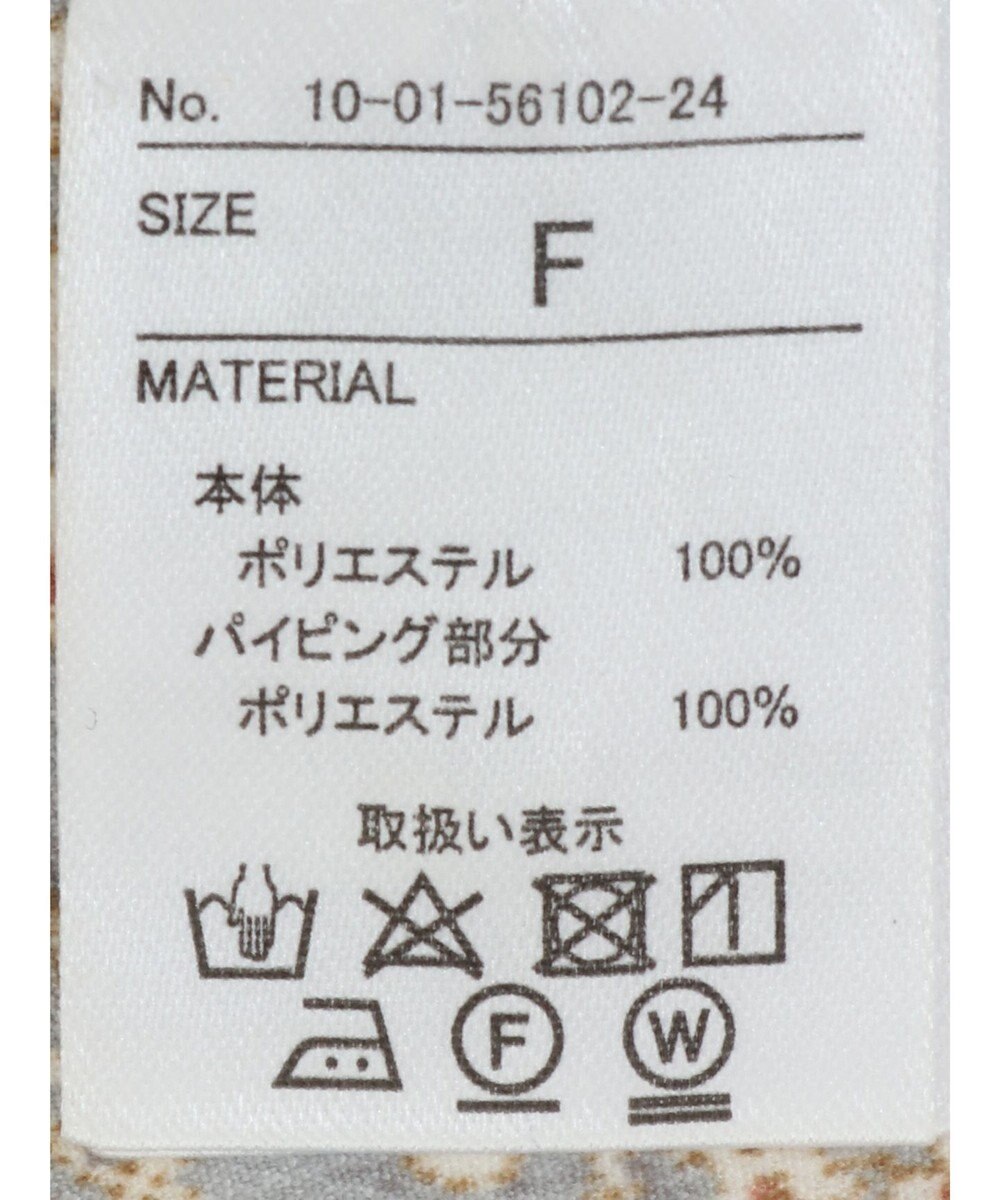 No. 10-01-56102-24
SIZE
F
MATERIAL
本体
ポリエステル 100%
パイピング部分
ポリエステル 100%
取扱い表示
F W